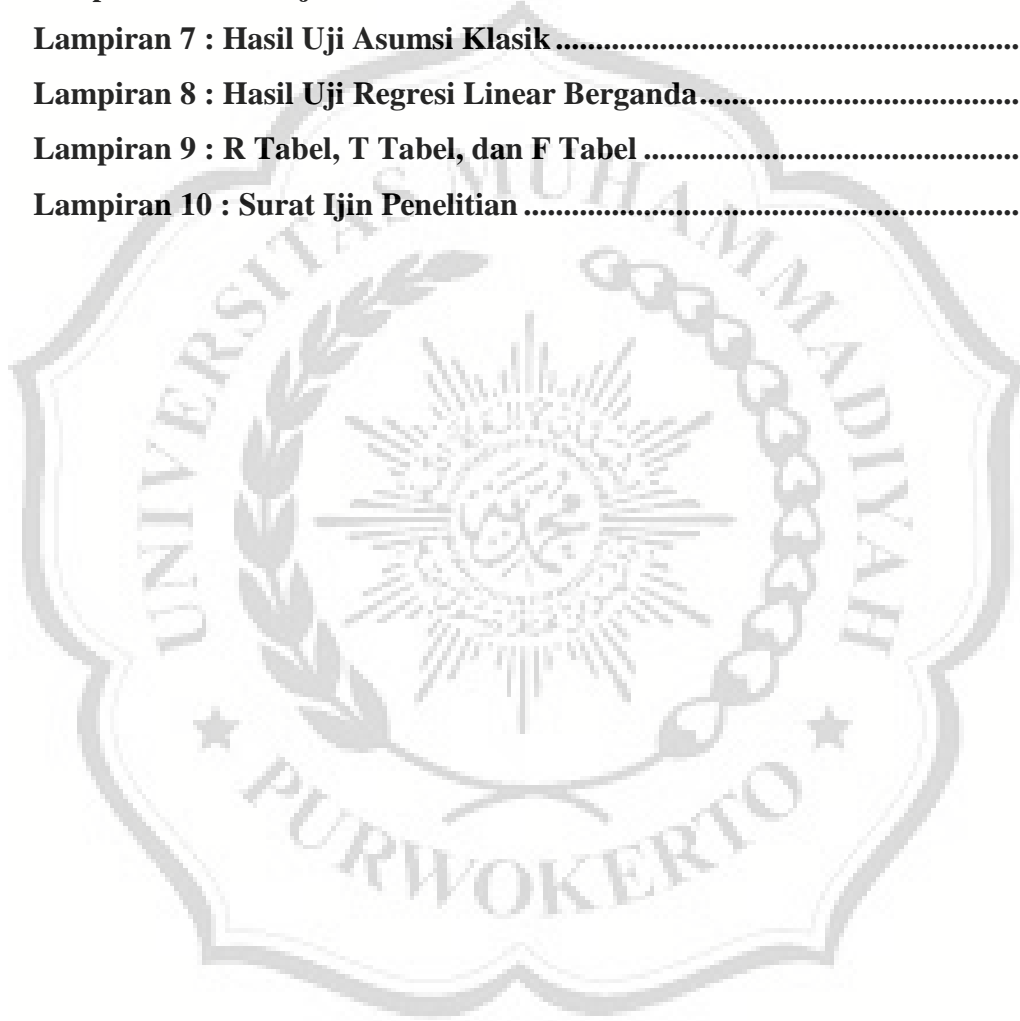 Lampiran 7 : Hasil Uji Asumsi Klasik
Lampiran 8 : Hasil Uji Regresi Linear Berganda
Lampiran 9 : R Tabel, T Tabel, dan F Tabel
Lampiran 10 : Surat Ijin Penelitian
UNIVERSITAS MUHAMMADIYAH
PURWOKERTO